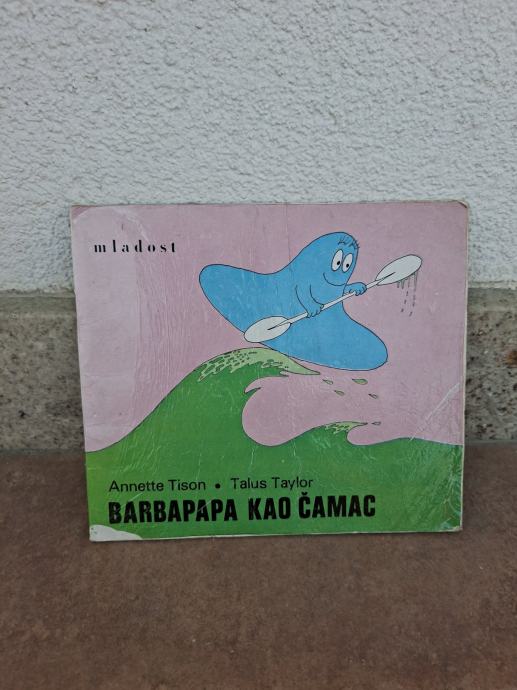 mladost
Annette Tison • Talus Taylor
BARBAPAPA KAO ČAMAC